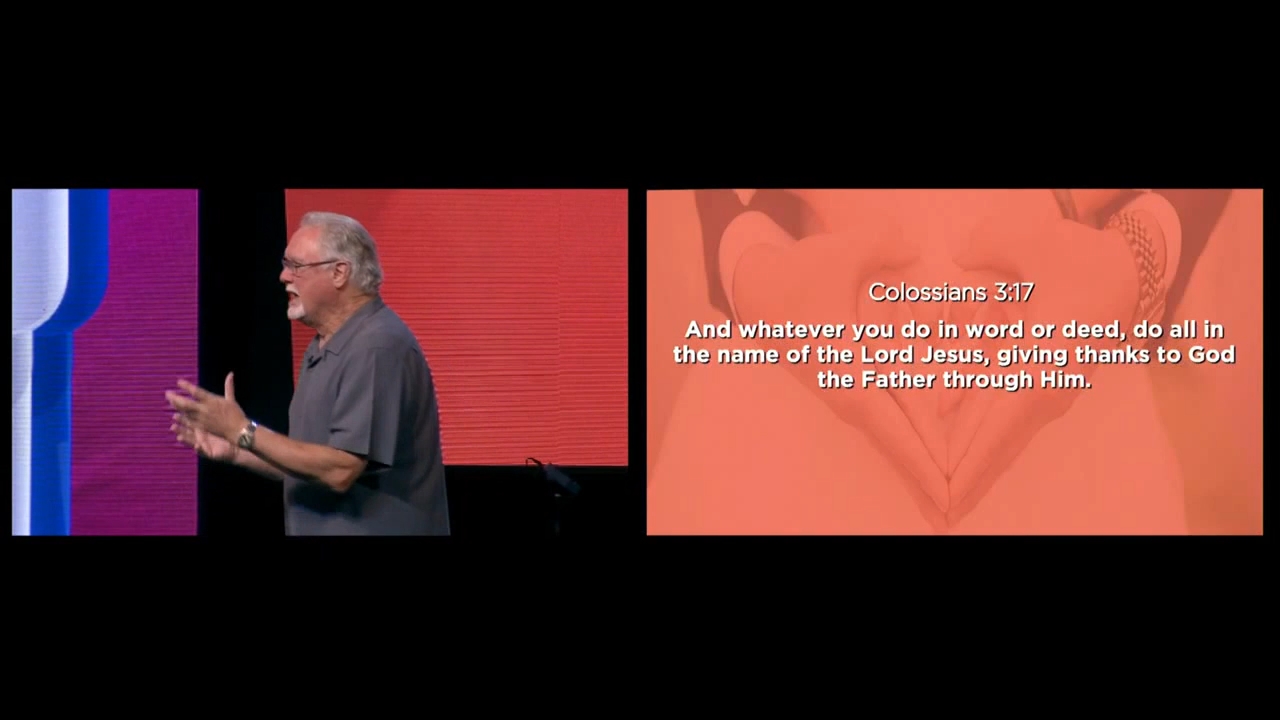 Colossians 3:17
And whatever you do in word or deed, do all in
the name of the Lord Jesus, giving thanks to God
the Father through Him.